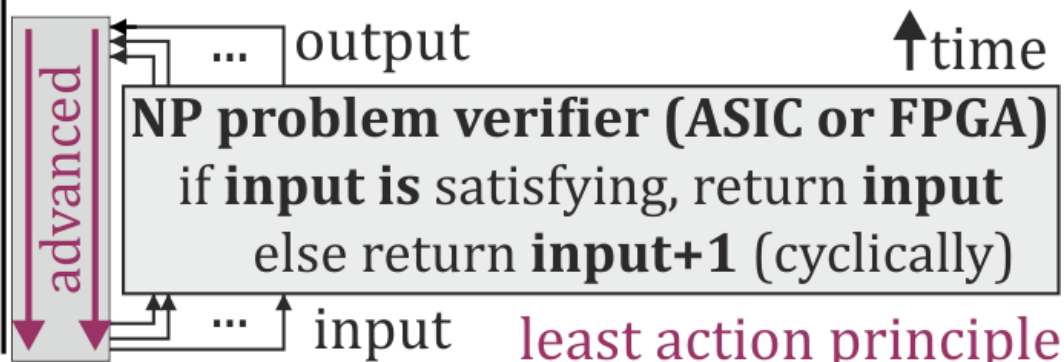 ... output
time
advanced
NP problem verifier (ASIC or FPGA)
if input is satisfying, return input
else return input+1 (cyclically)
... input
least action principle